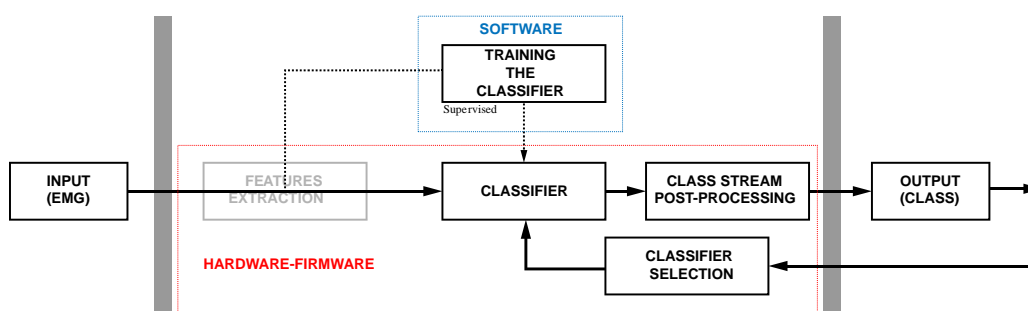 SOFTWARE
TRAINING
THE
CLASSIFIER
Supervised
INPUT
(EMG)
FEATURES
EXTRACTION
CLASSIFIER
CLASS STREAM
POST-PROCESSING
OUTPUT
(CLASS)
HARDWARE-FIRMWARE
CLASSIFIER
SELECTION